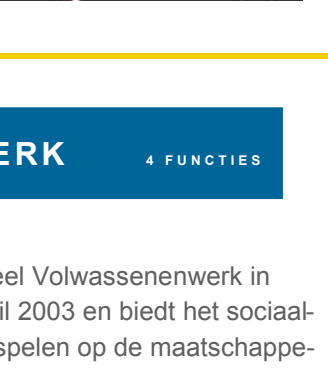 ERK 4 FUNCTIES
eel Volwassenenwerk in
il 2003 en biedt het sociaal-
spelen op de maatschappe-